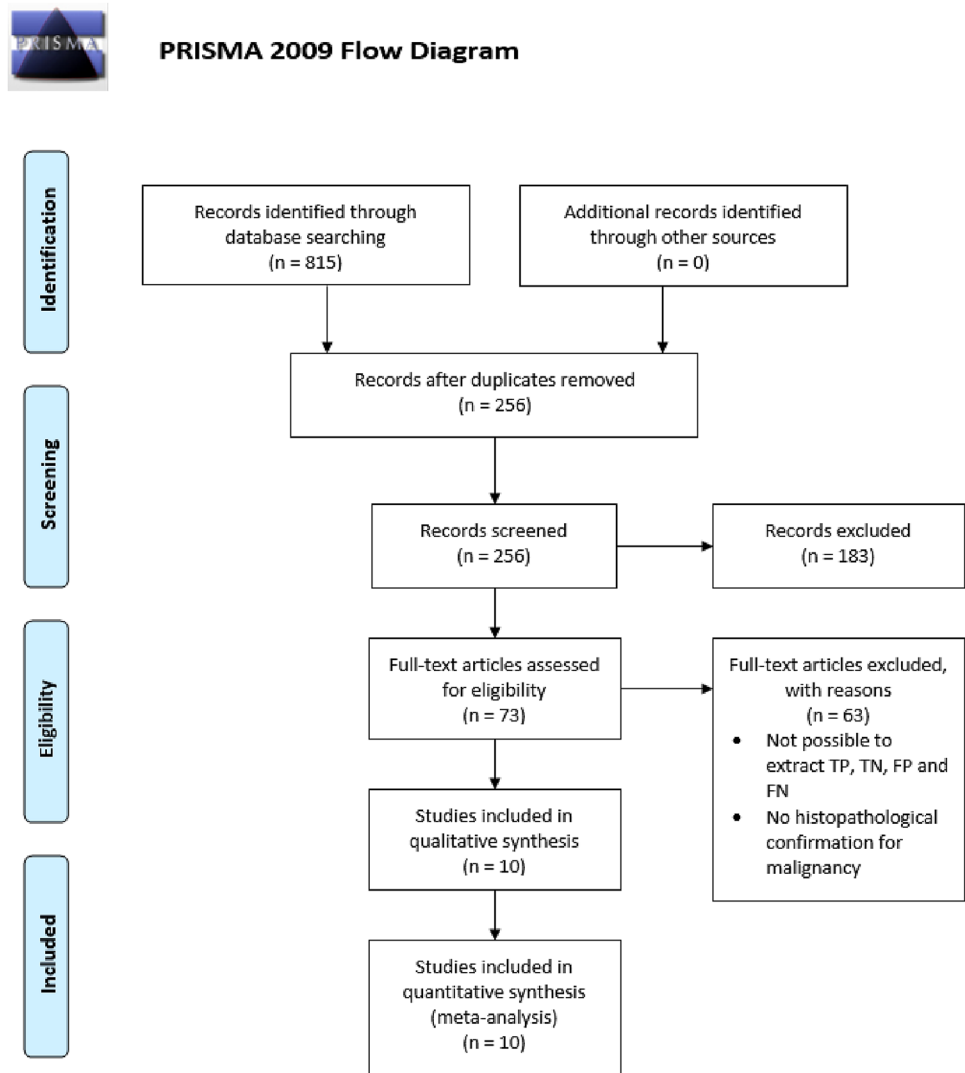 PRISMA
PRISMA 2009 Flow Diagram
Identification
Records identified through
database searching
(n = 815)
Additional records identified
through other sources
(n = 0)
Records after duplicates removed
(n = 256)
Screening
Records screened
(n = 256)
Records excluded
(n = 183)
Eligibility
Full-text articles assessed
for eligibility
(n = 73)
Full-text articles excluded,
with reasons
(n = 63)
• Not possible to
extract TP, TN, FP and
FN
• No histopathological
confirmation for
malignancy
Studies included in
qualitative synthesis
(n = 10)
Included
Studies included in
quantitative synthesis
(meta-analysis)
(n = 10)